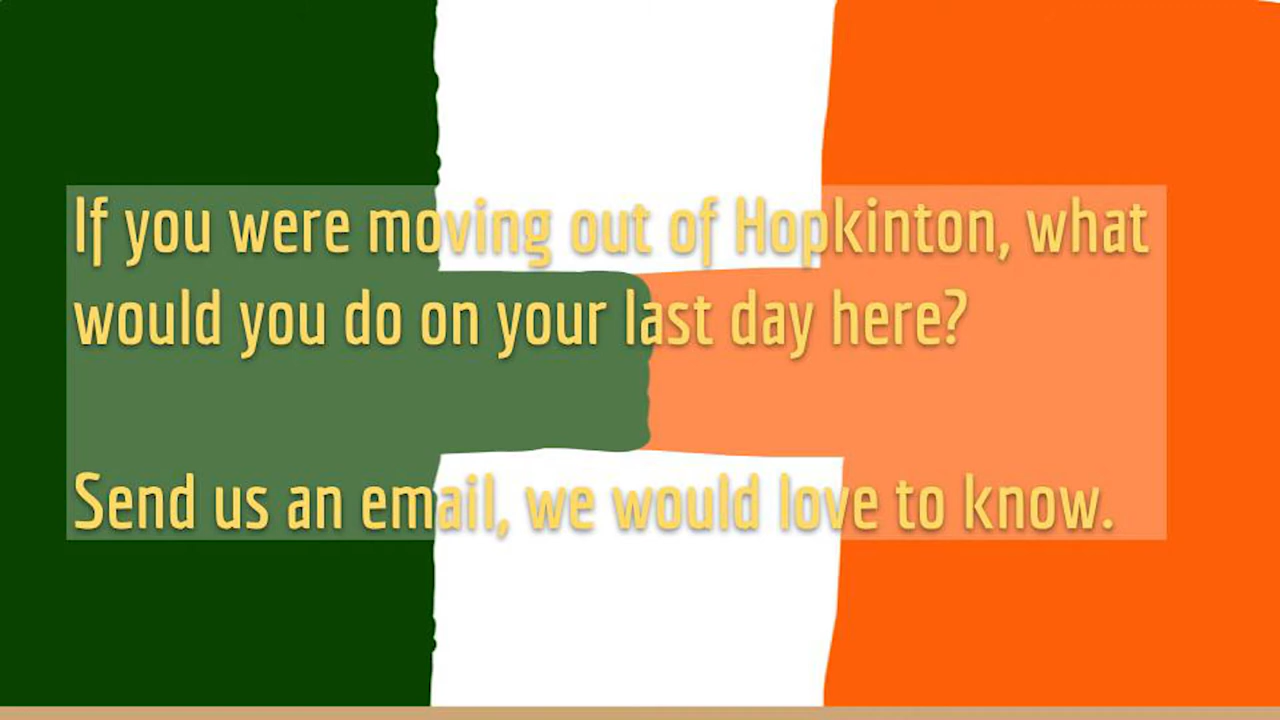 If you were moving out of Hopkinton, what
would you do on your last day here?
Send us an email, we would love to know.